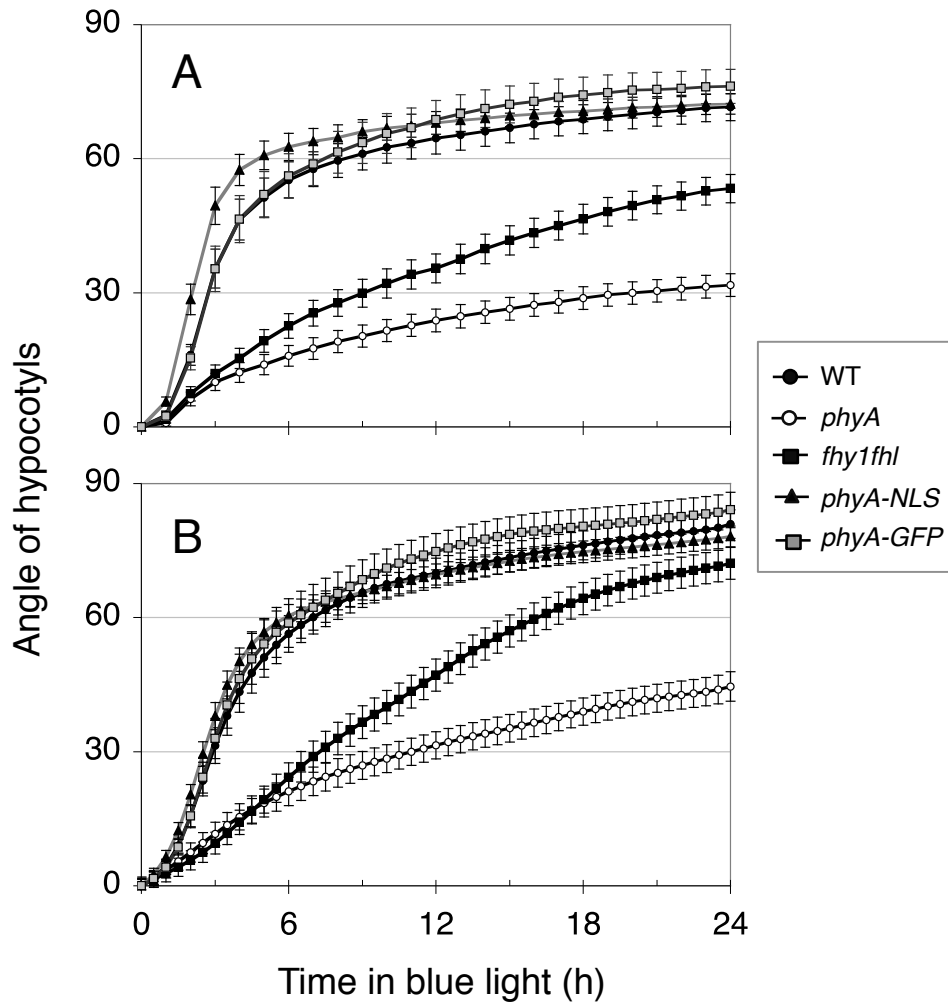 90
A
60
30
0
90
B
60
30
0
0 6 12 18 24
Angle of hypocotyls
Time in blue light (h)
WT
phyA
fhy1fhl
phyA-NLS
phyA-GFP